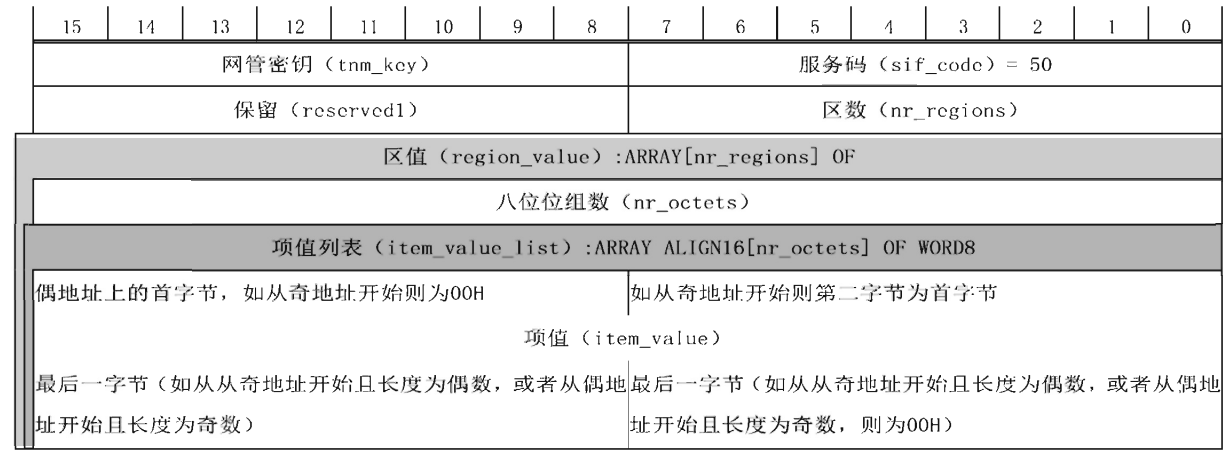 15 14 13 12 11 10 9 8 7 6 5 4 3 2 1 0
网管密钥（tnm_key） 服务码（sif_code）= 50
保留（reserved1） 区数（nr_regions）
区值（region_value）:ARRAY[nr_regions] OF
八位位组数（nr_octets）
项值列表（item_value_list）:ARRAY ALIGN16[nr_octets] OF WORD8
偶地址上的首字节，如从奇地址开始则为00H 如从奇地址开始则第二字节为首字节
项值（item_value）
最后一字节（如从从奇地址开始且长度为偶数，或者从偶地 最后一字节（如从从奇地址开始且长度为偶数，或者从偶地
址开始且长度为奇数） 址开始且长度为奇数，则为00H）